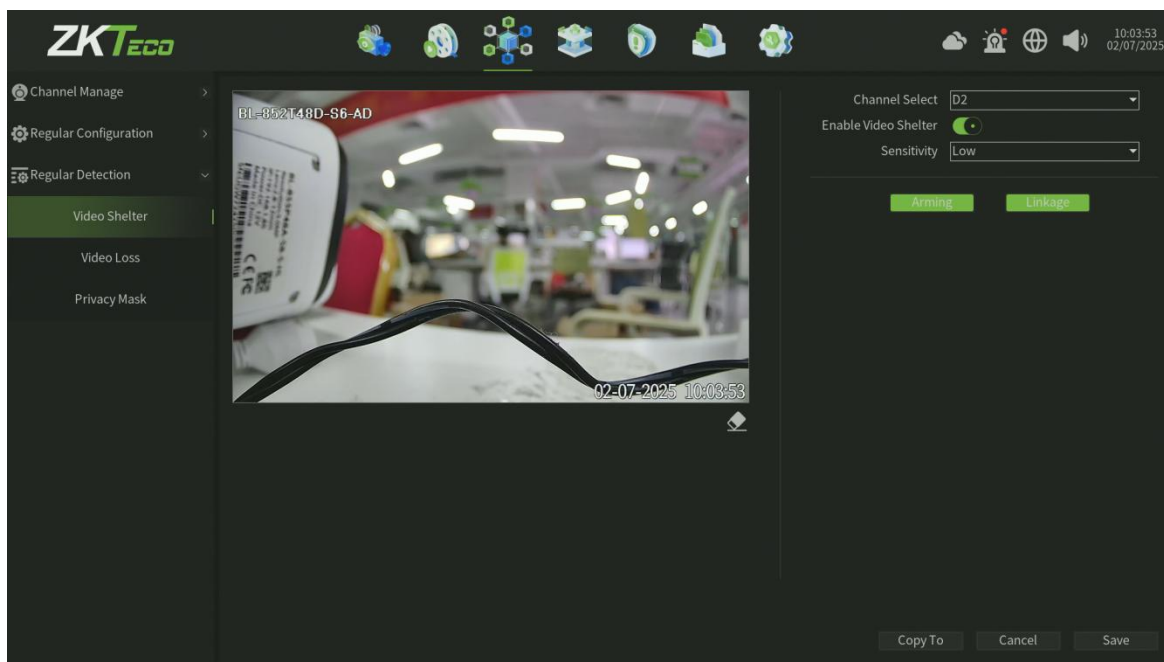 ZKTECO
10:03:53
02/07/2025
Channel Manage
Regular Configuration
Regular Detection
Video Shelter
Video Loss
Privacy Mask
BL-852T48D-S6-AD
CE FC
02-07-2025 10:03:53
Channel Select D2
Enable Video Shelter
Sensitivity Low
Arming Linkage
Copy To Cancel Save